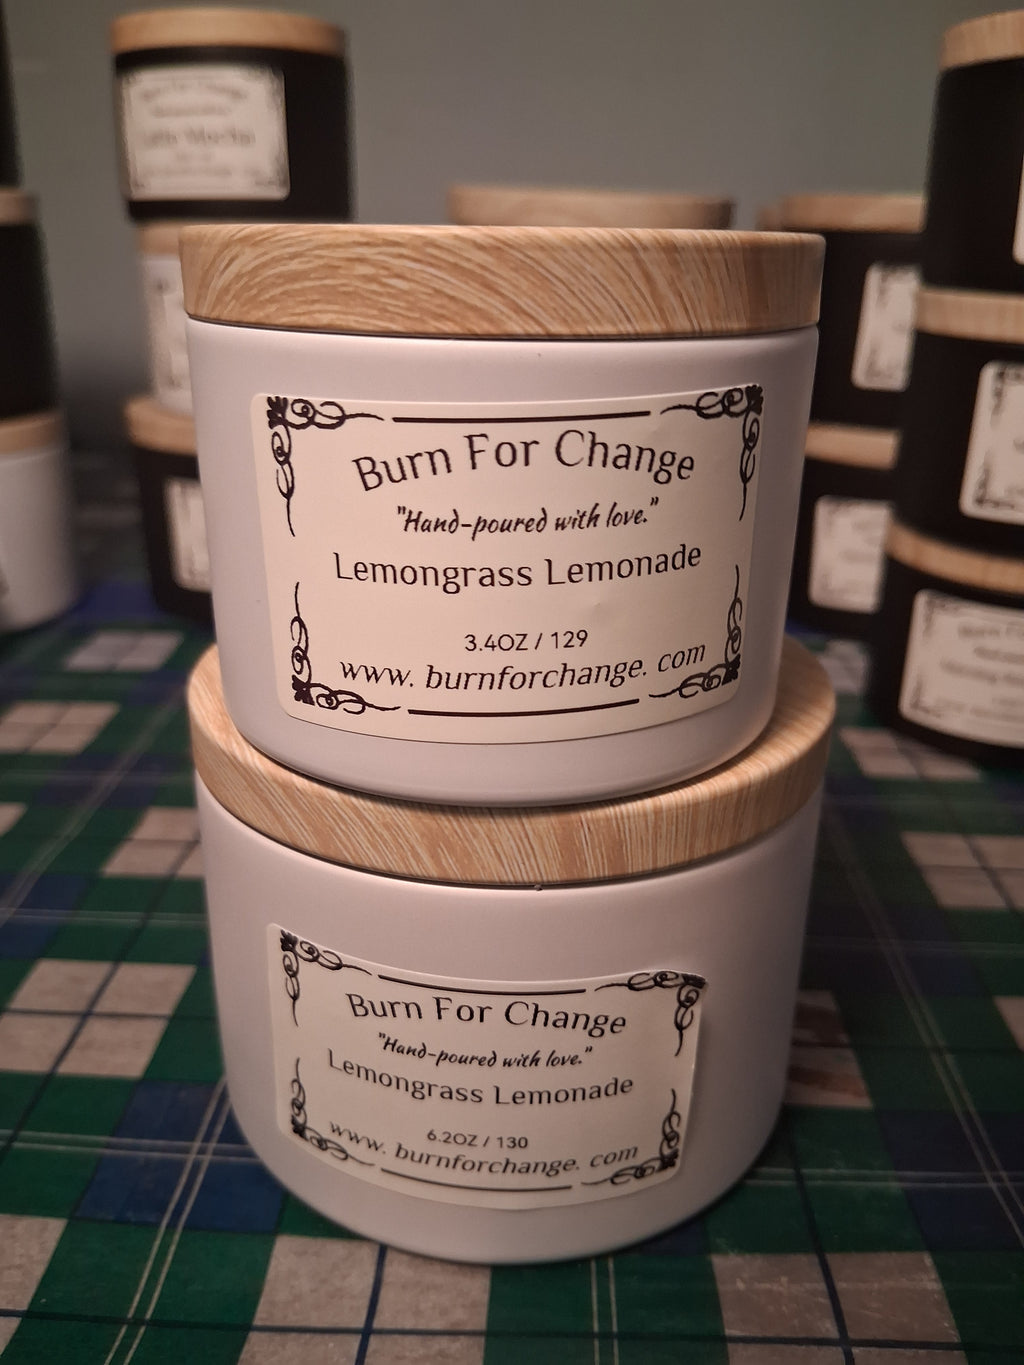 Burn For Change
"Hand-poured with love."
Lemongrass Lemonade
3.4OZ / 129
www. burnforchange. com
Burn For Change
"Hand-poured with love."
Lemongrass Lemonade
6.2OZ / 130
www. burnforchange. com